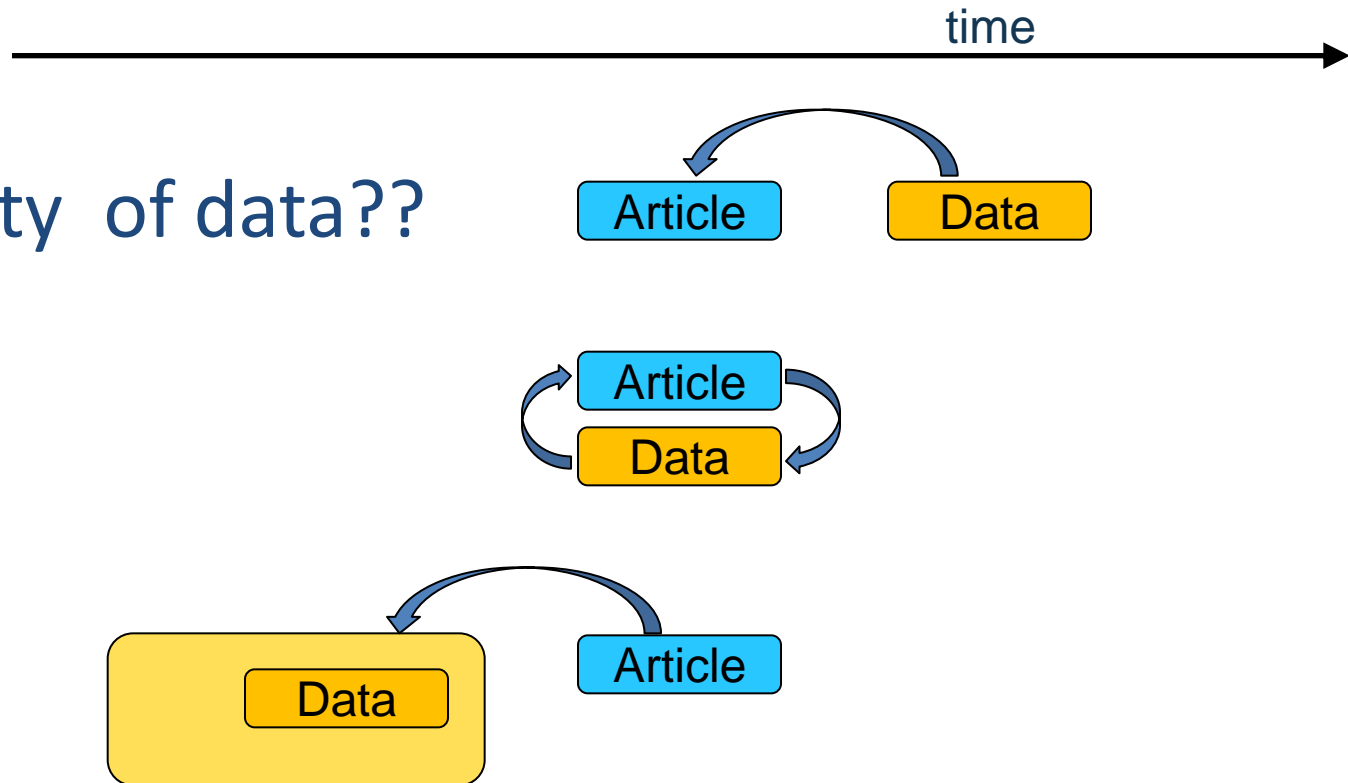 time
ty of data??
Article Data
Article
Data
Article
Data